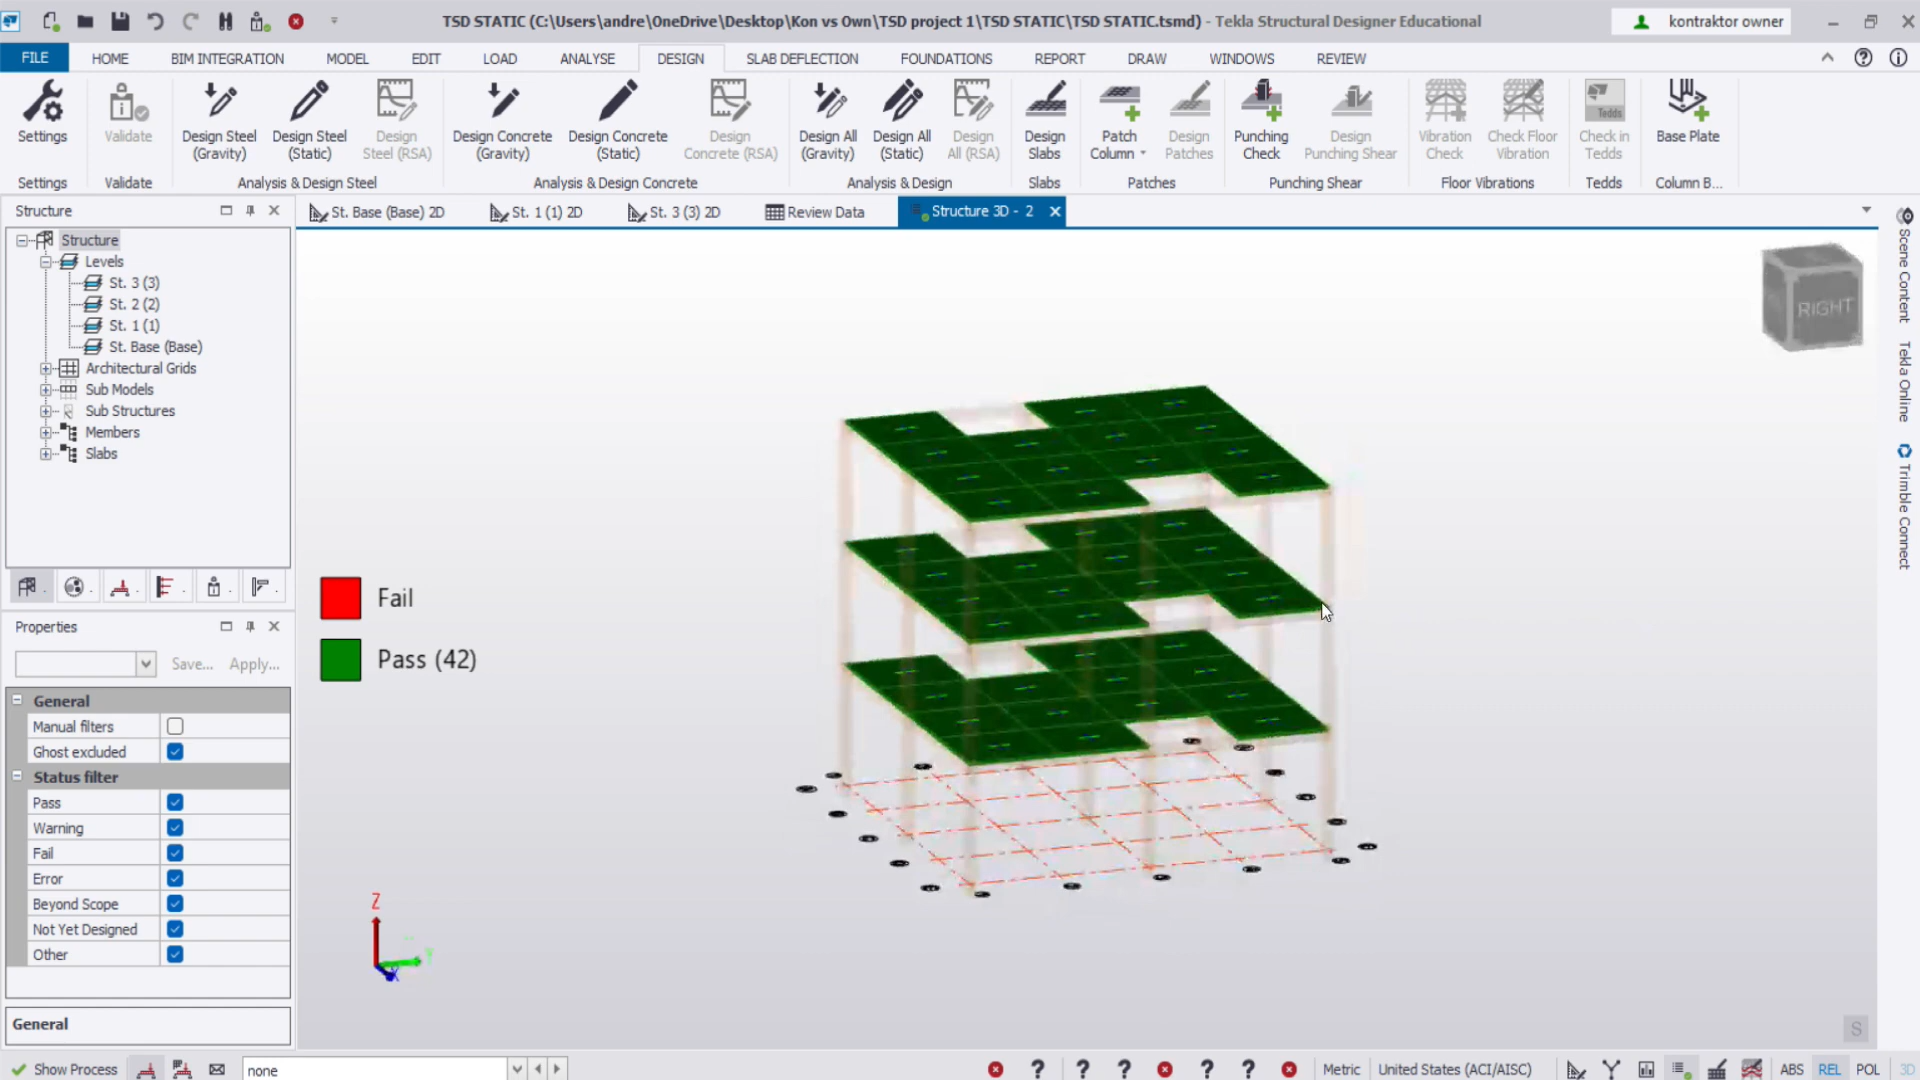 TSD STATIC (C:\Users\andre\OneDrive\Desktop\Kon vs Own\TSD project 1\TSD STATIC\TSD STATIC.tsmd) - Tekla Structural Designer Educational
kontraktor owner
FILE HOME BIM INTEGRATION MODEL EDIT LOAD ANALYSE DESIGN SLAB DEFLECTION FOUNDATIONS REPORT DRAW WINDOWS REVIEW
Settings
Validate
Design Steel
(Gravity)
Design Steel
(Static)
Design
Steel (RSA)
Design Concrete
(Gravity)
Design Concrete
(Static)
Design
Concrete (RSA)
Design All
(Gravity)
Design All
(Static)
Design
All (RSA)
Design
Slabs
Patch
Column
Design
Patches
Punching
Check
Design
Punching Shear
Vibration
Check
Check Floor
Vibration
Tedds
Check in
Tedds
Base Plate
Settings Validate Analysis & Design Steel Analysis & Design Concrete Analysis & Design Slabs Patches Punching Shear Floor Vibrations Tedds Column B...
Structure
St. Base (Base) 2D St. 1 (1) 2D St. 3 (3) 2D Review Data Structure 3D - 2
Structure
Levels
St. 3 (3)
St. 2 (2)
St. 1 (1)
St. Base (Base)
Architectural Grids
Sub Models
Sub Structures
Members
Slabs
RIGHT
Scene Content
Tekla Online
Trimble Connect
Fail
Pass (42)
Properties
Save... Apply...
General
Manual filters
Ghost excluded
Status filter
Pass
Warning
Fail
Error
Beyond Scope
Not Yet Designed
Other
General
Z
Y
X
S
Show Process
none
Metric
United States (ACI/AISC)
ABS REL POL 3D